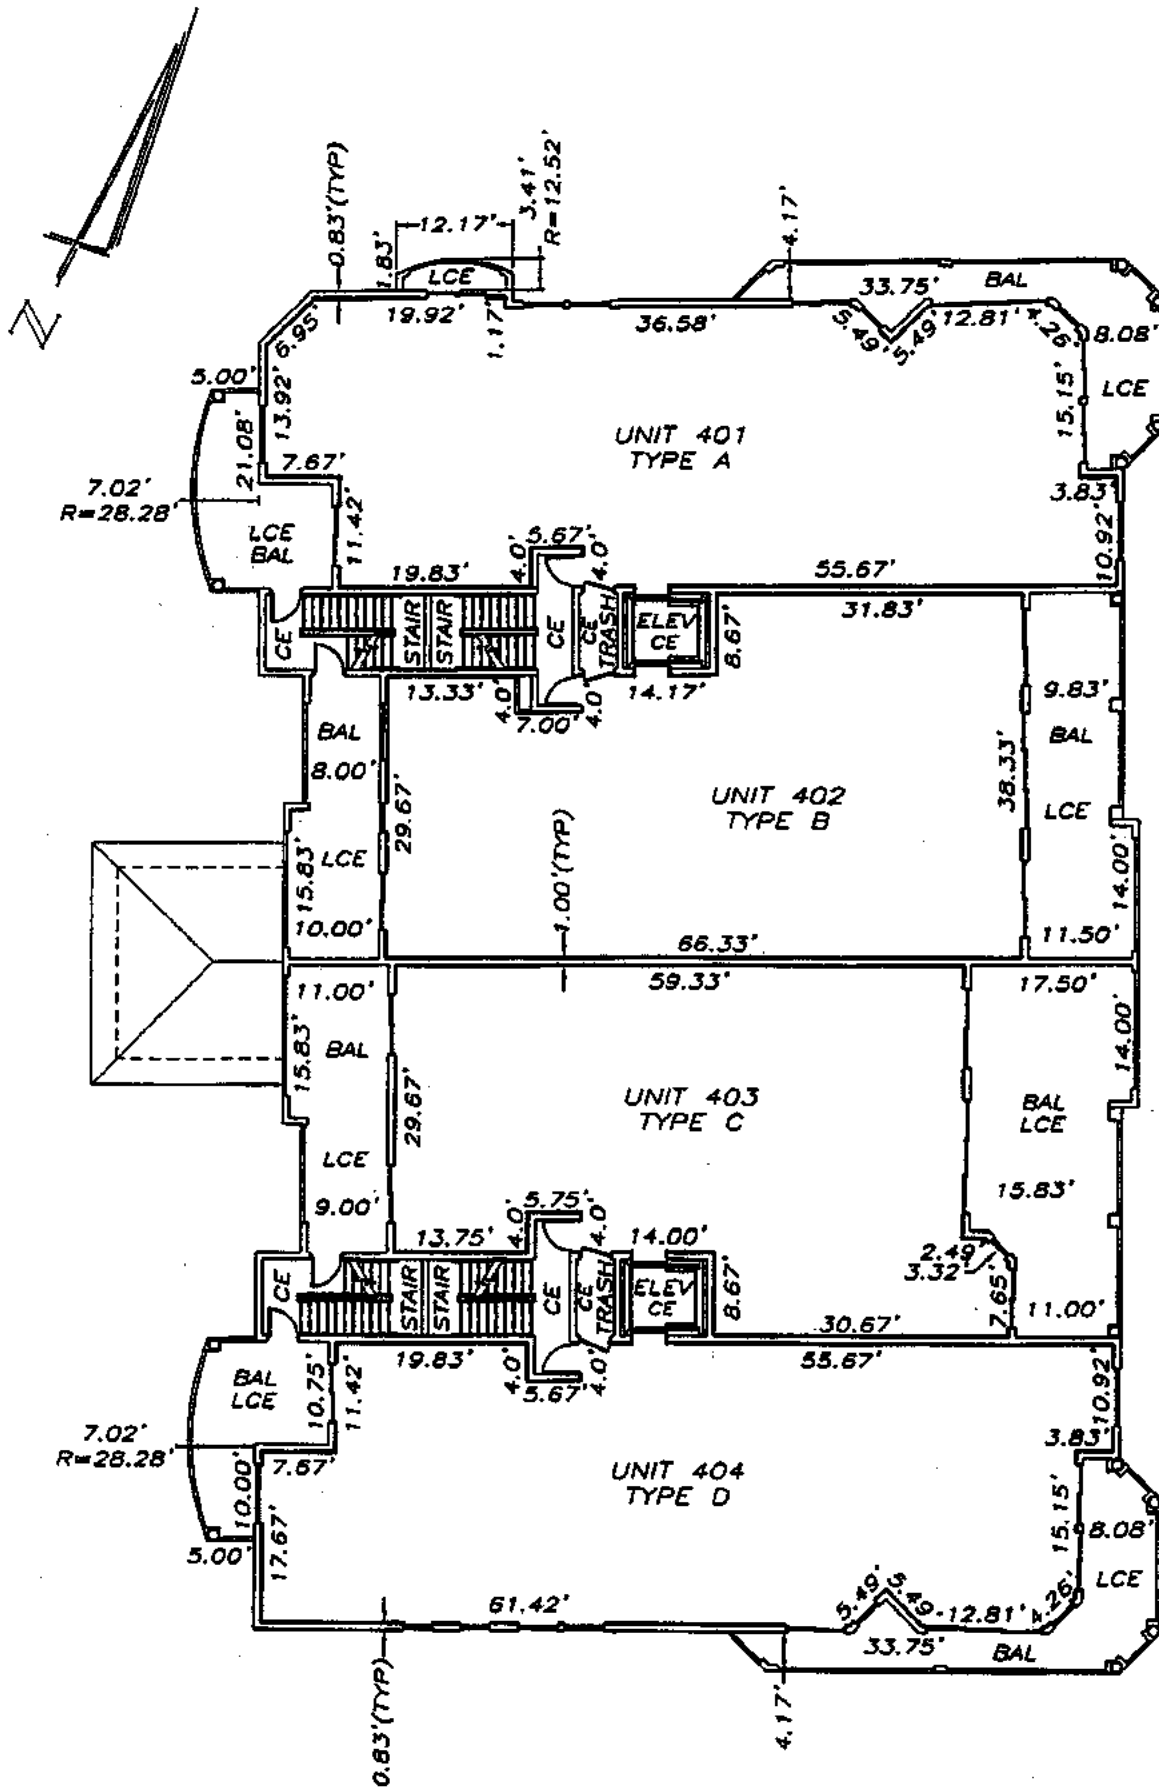 N
0.83'(TYP)
1.83'
12.17'
3.41'
R=12.52'
4.17'
LCE
19.92'
1.17'
36.58'
33.75'
BAL
5.49'
5.49'
12.81'
4.26'
8.08'
6.95'
5.00'
13.92'
21.08'
15.15'
LCE
UNIT 401
TYPE A
7.67'
7.02'
R=28.28'
3.83'
LCE
BAL
11.42'
10.92'
19.83'
4.0'
5.67'
4.0'
55.67'
31.83'
CE
STAIR
STAIR
CE
CE
TRASH
ELEV
CE
8.67'
13.33'
4.0'
7.00'
4.0'
14.17'
9.83'
BAL
8.00'
BAL
29.67'
38.33'
UNIT 402
TYPE B
LCE
LCE
15.83'
14.00'
10.00'
1.00'(TYP)
66.33'
11.50'
11.00'
59.33'
17.50'
15.83'
BAL
14.00'
29.67'
UNIT 403
TYPE C
BAL
LCE
LCE
9.00'
15.83'
13.75'
4.0'
5.75'
4.0'
14.00'
2.49'
3.32'
7.65'
CE
STAIR
STAIR
CE
CE
TRASH
ELEV
CE
8.67'
30.67'
11.00'
19.83'
4.0'
5.67'
4.0'
55.67'
10.75'
11.42'
10.92'
BAL
LCE
7.02'
R=28.28'
7.67'
3.83'
10.00'
UNIT 404
TYPE D
15.15'
8.08'
5.00'
17.67'
LCE
61.42'
5.49'
5.49
12.81'
4.26'
33.75'
BAL
0.83'(TYP)
4.17'